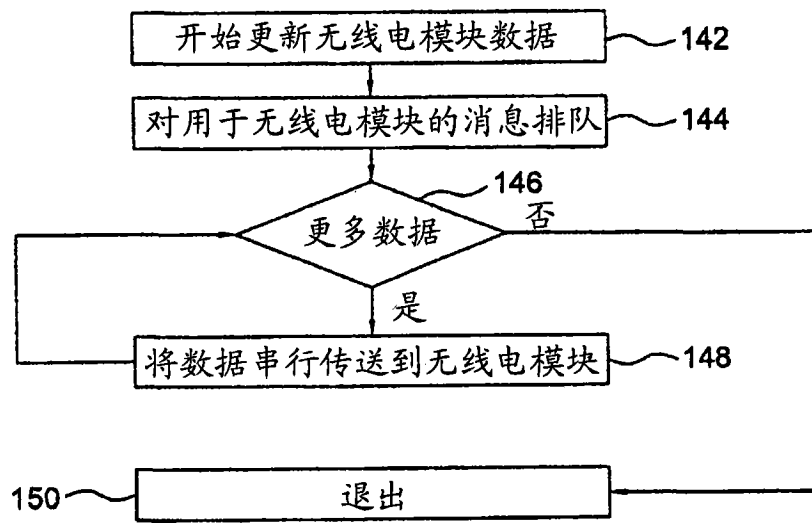 开始更新无线电模块数据
142
对用于无线电模块的消息排队
144
146
更多数据
否
是
将数据串行传送到无线电模块
148
150
退出